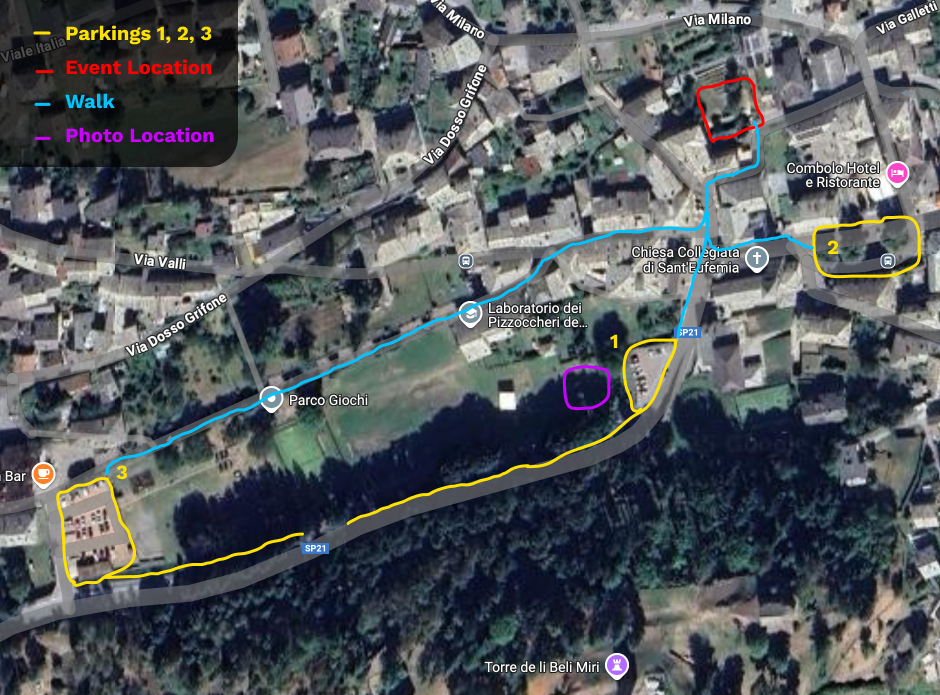 Parkings 1, 2, 3
Event Location
Walk
Photo Location
Viale Italia
Via Milano
Via Milano
Via Galletti
Via Dosso Grifone
Combolo Hotel
e Ristorante
2
Chiesa Collegiata
di Sant'Eufemia
Via Valli
Laboratorio dei
Pizzoccheri de...
Via Dosso Grifone
1
SP21
Parco Giochi
Bar
3
SP21
Torre de li Beli Miri